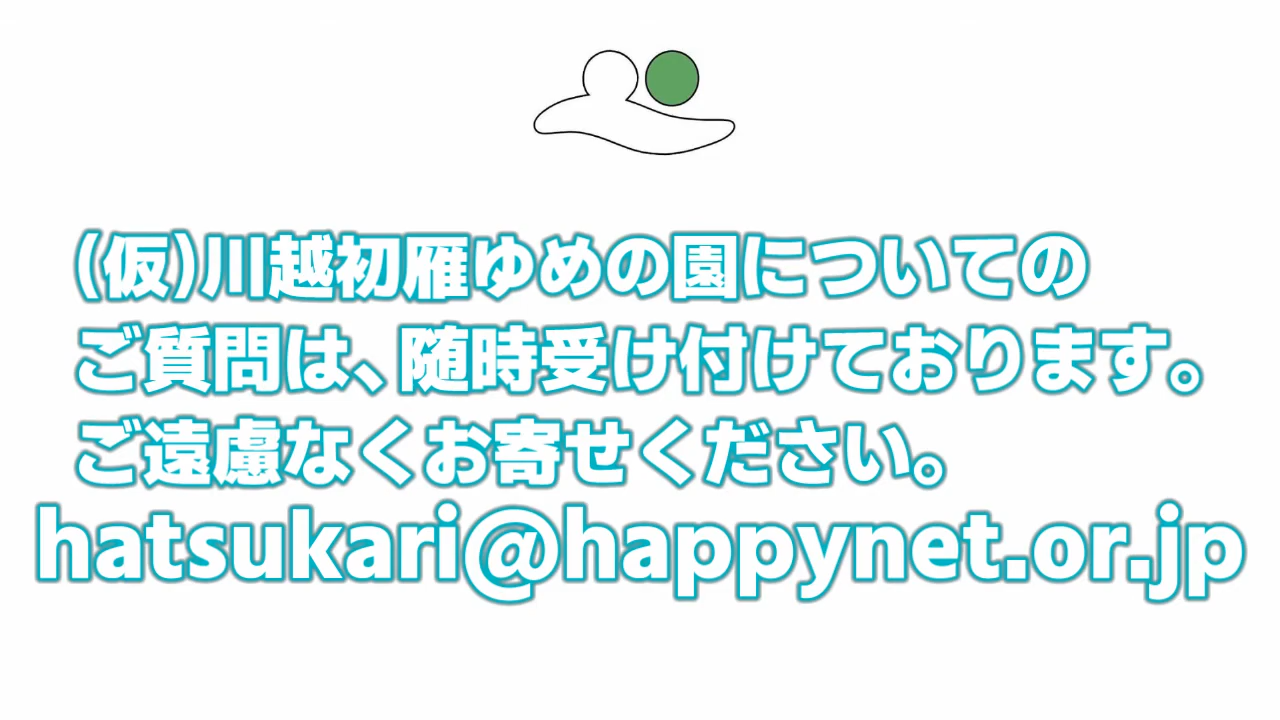 (仮)川越初雁ゆめの園についての
ご質問は、随時受け付けております。
ご遠慮なくお寄せください。
hatsukari@happynet.or.jp